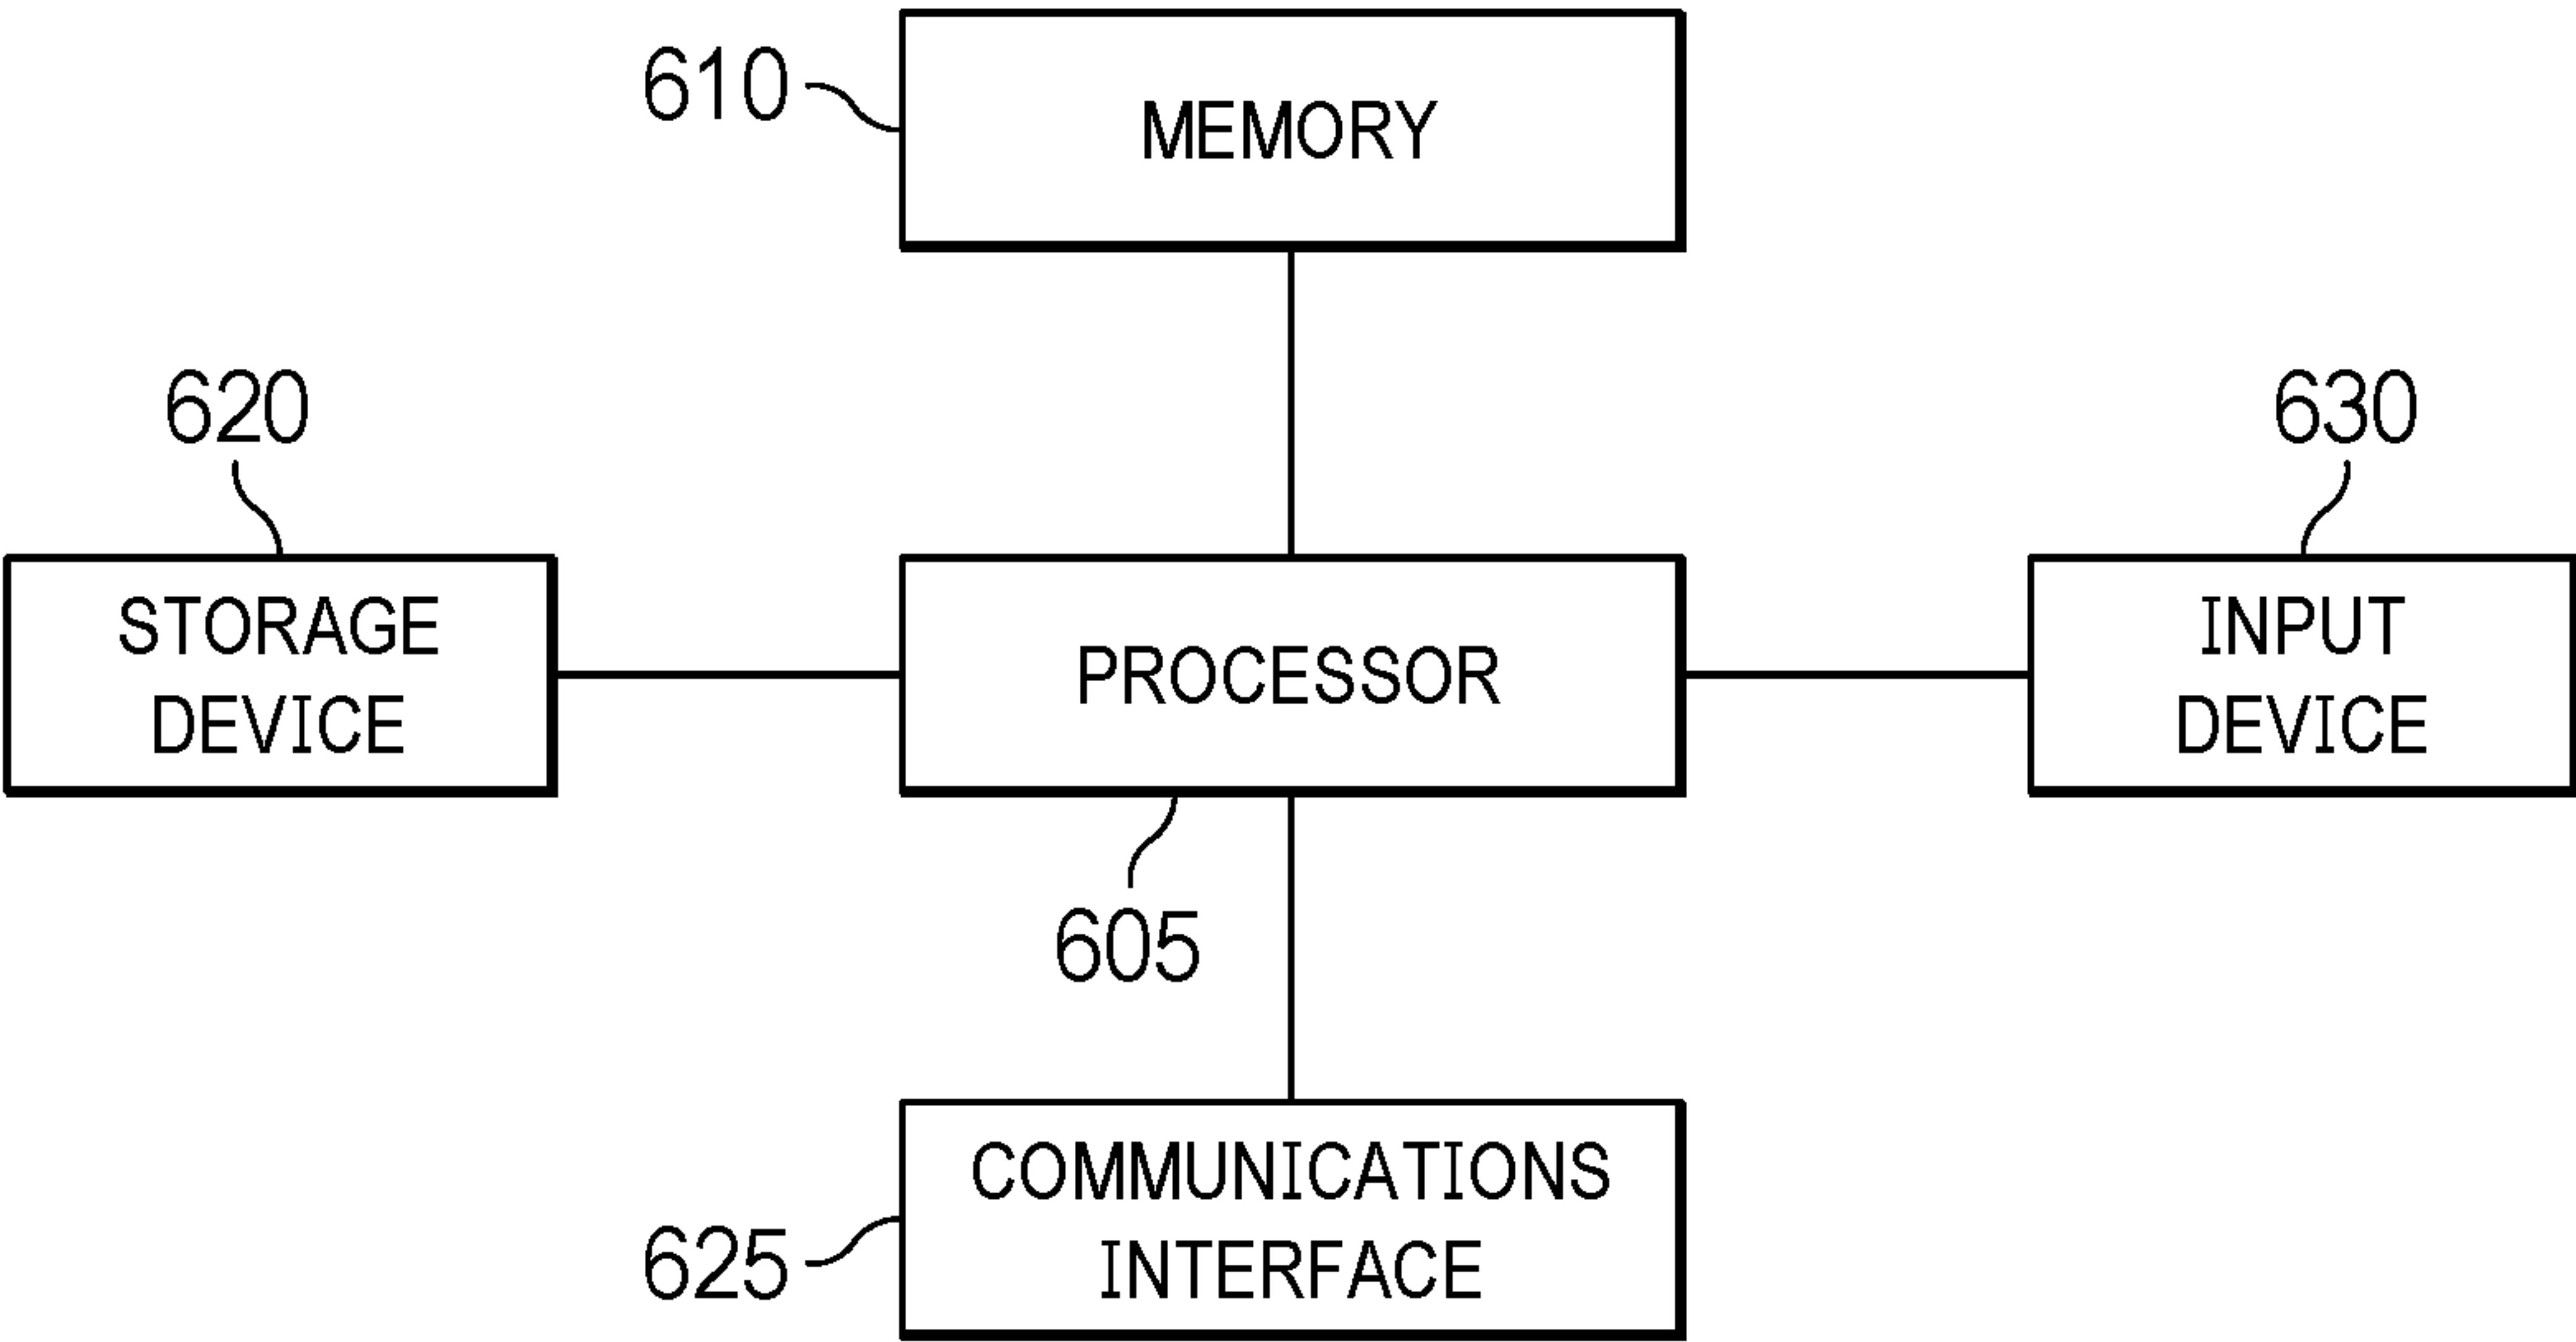 610
MEMORY
620
630
STORAGE
DEVICE
PROCESSOR
INPUT
DEVICE
605
COMMUNICATIONS
INTERFACE
625